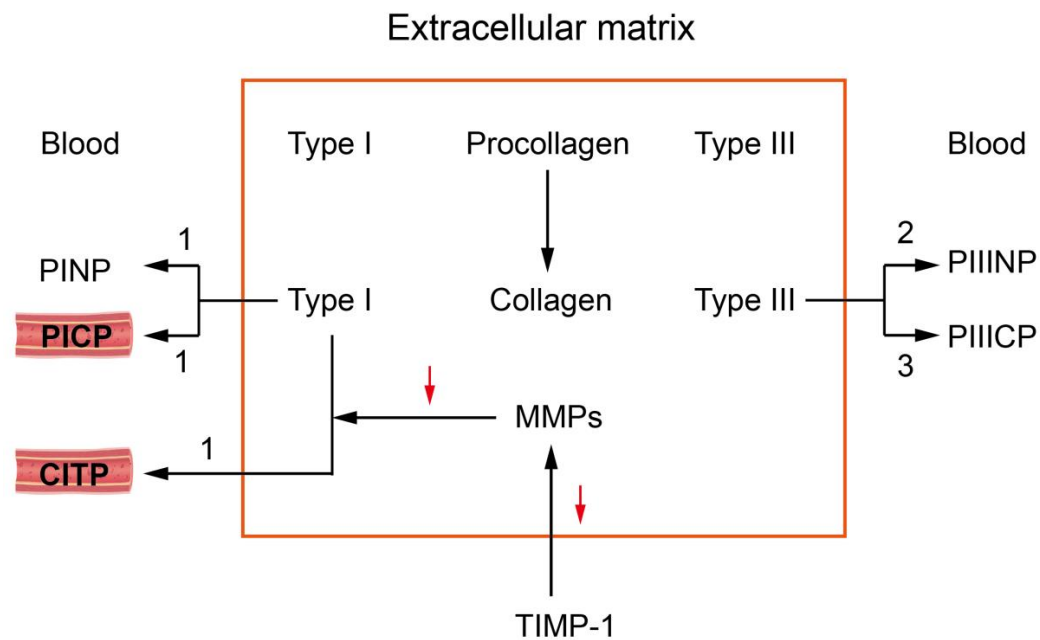 Extracellular matrix
Blood
Type I
Procollagen
Type III
Blood
1
2
PINP
PIIINP
Type I
Collagen
Type III
PICP
PIIICP
1
3
MMPs
1
CITP
TIMP-1